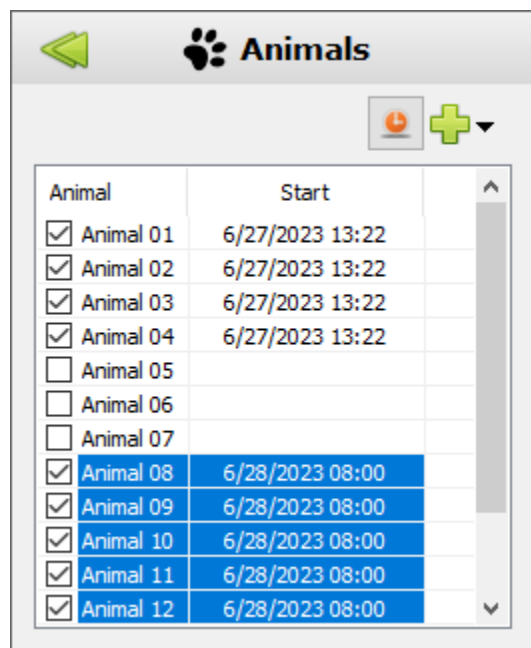 Animals
Animal Start
Animal 01 6/27/2023 13:22
Animal 02 6/27/2023 13:22
Animal 03 6/27/2023 13:22
Animal 04 6/27/2023 13:22
Animal 05
Animal 06
Animal 07
Animal 08 6/28/2023 08:00
Animal 09 6/28/2023 08:00
Animal 10 6/28/2023 08:00
Animal 11 6/28/2023 08:00
Animal 12 6/28/2023 08:00